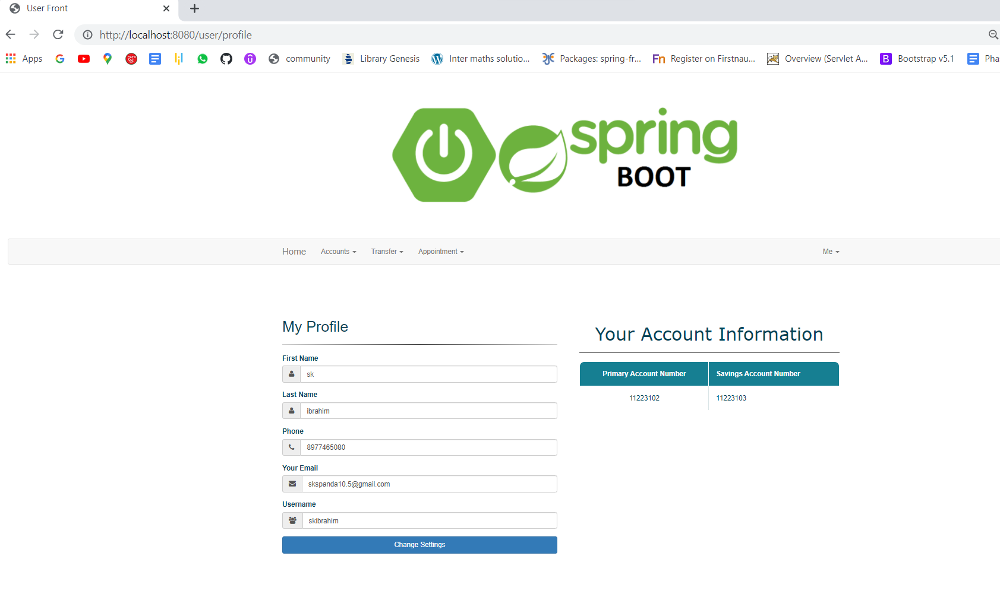 User Front
http://localhost:8080/user/profile
Apps community Library Genesis Inter maths solutio... Packages: spring-fr... Fn Register on Firstnau... Overview (Servlet A... B Bootstrap v5.1 Pha
spring
BOOT
Home Accounts Transfer Appointment Me
My Profile
Your Account Information
First Name
sk
Primary Account Number Savings Account Number
11223102 11223103
Last Name
ibrahim
Phone
8977465080
Your Email
skspanda10.5@gmail.com
Username
skibrahim
Change Settings